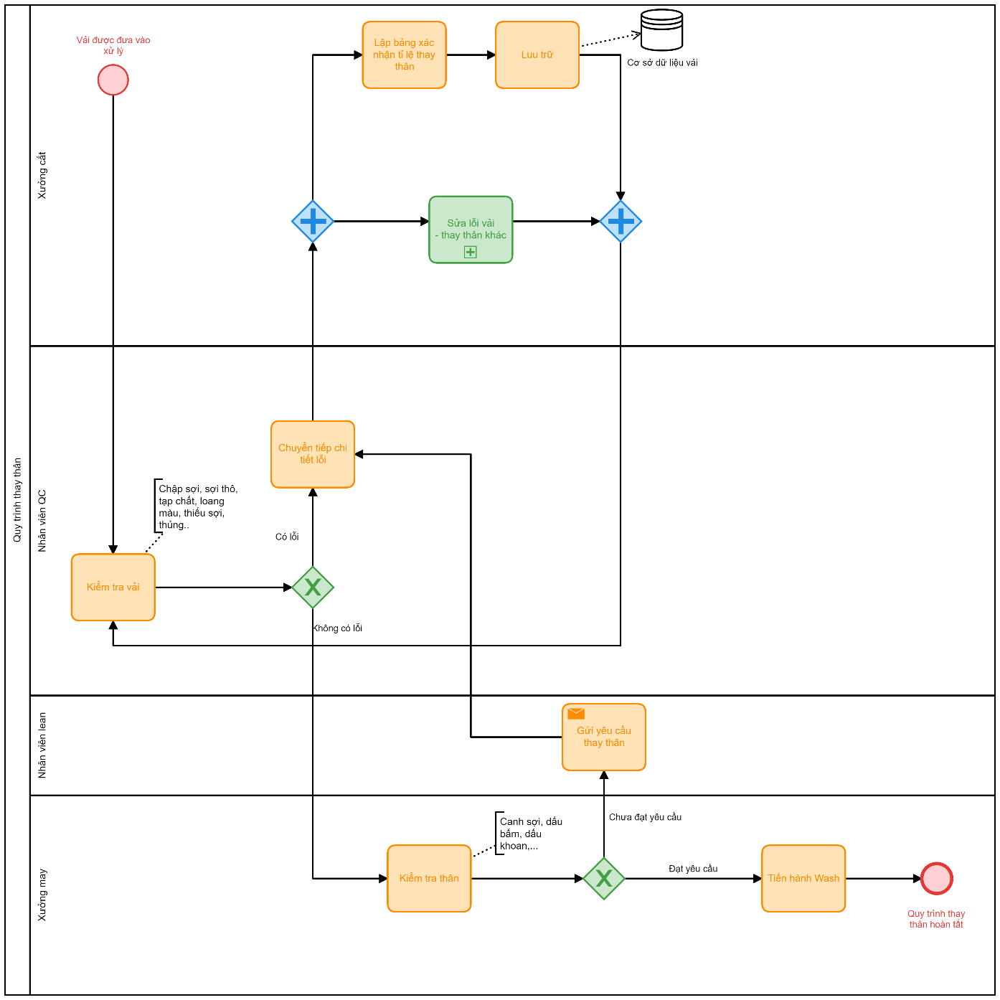 Quy trình thay thân
Xưởng cắt
Vải được đưa vào
xử lý
Lập bảng xác
nhận tỉ lệ thay
thân
Luu trữ
Cơ sở dữ liệu vải
Sửa lỗi vải
- thay thân khác
Nhân viên QC
Chuyển tiếp chi
tiết lỗi
Chập sợi, sợi thô,
tạp chất, loang
màu, thiếu sợi,
thủng..
Có lỗi
Kiểm tra vải
Không có lỗi
Nhân viên lean
Gửi yêu cầu
thay thân
Xưởng may
Chưa đạt yêu cầu
Canh sợi, dấu
bấm, dấu
khoan,...
Kiểm tra thân
Đạt yêu cầu
Tiến hành Wash
Quy trình thay
thân hoàn tất